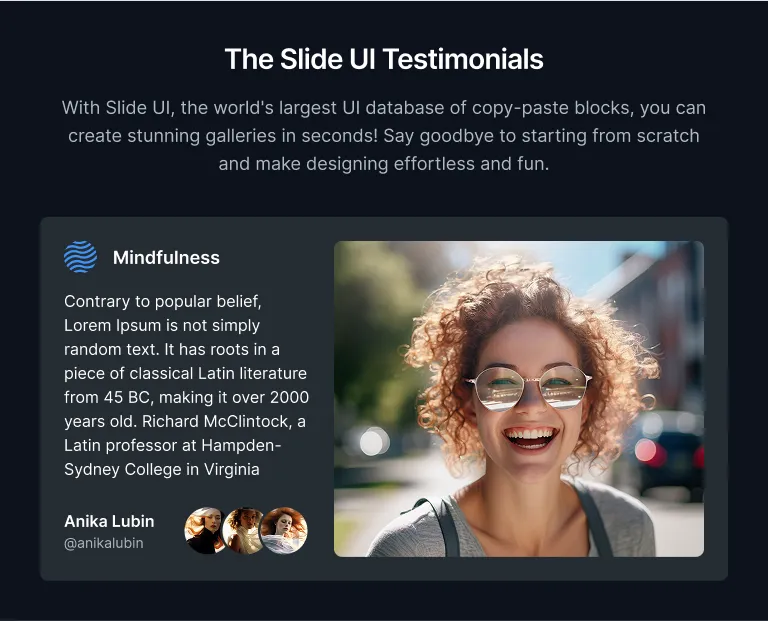 The Slide UI Testimonials
With Slide UI, the world's largest UI database of copy-paste blocks, you can
create stunning galleries in seconds! Say goodbye to starting from scratch
and make designing effortless and fun.
Mindfulness
Contrary to popular belief,
Lorem Ipsum is not simply
random text. It has roots in a
piece of classical Latin literature
from 45 BC, making it over 2000
years old. Richard McClintock, a
Latin professor at Hampden-
Sydney College in Virginia
Anika Lubin
@anikalubin